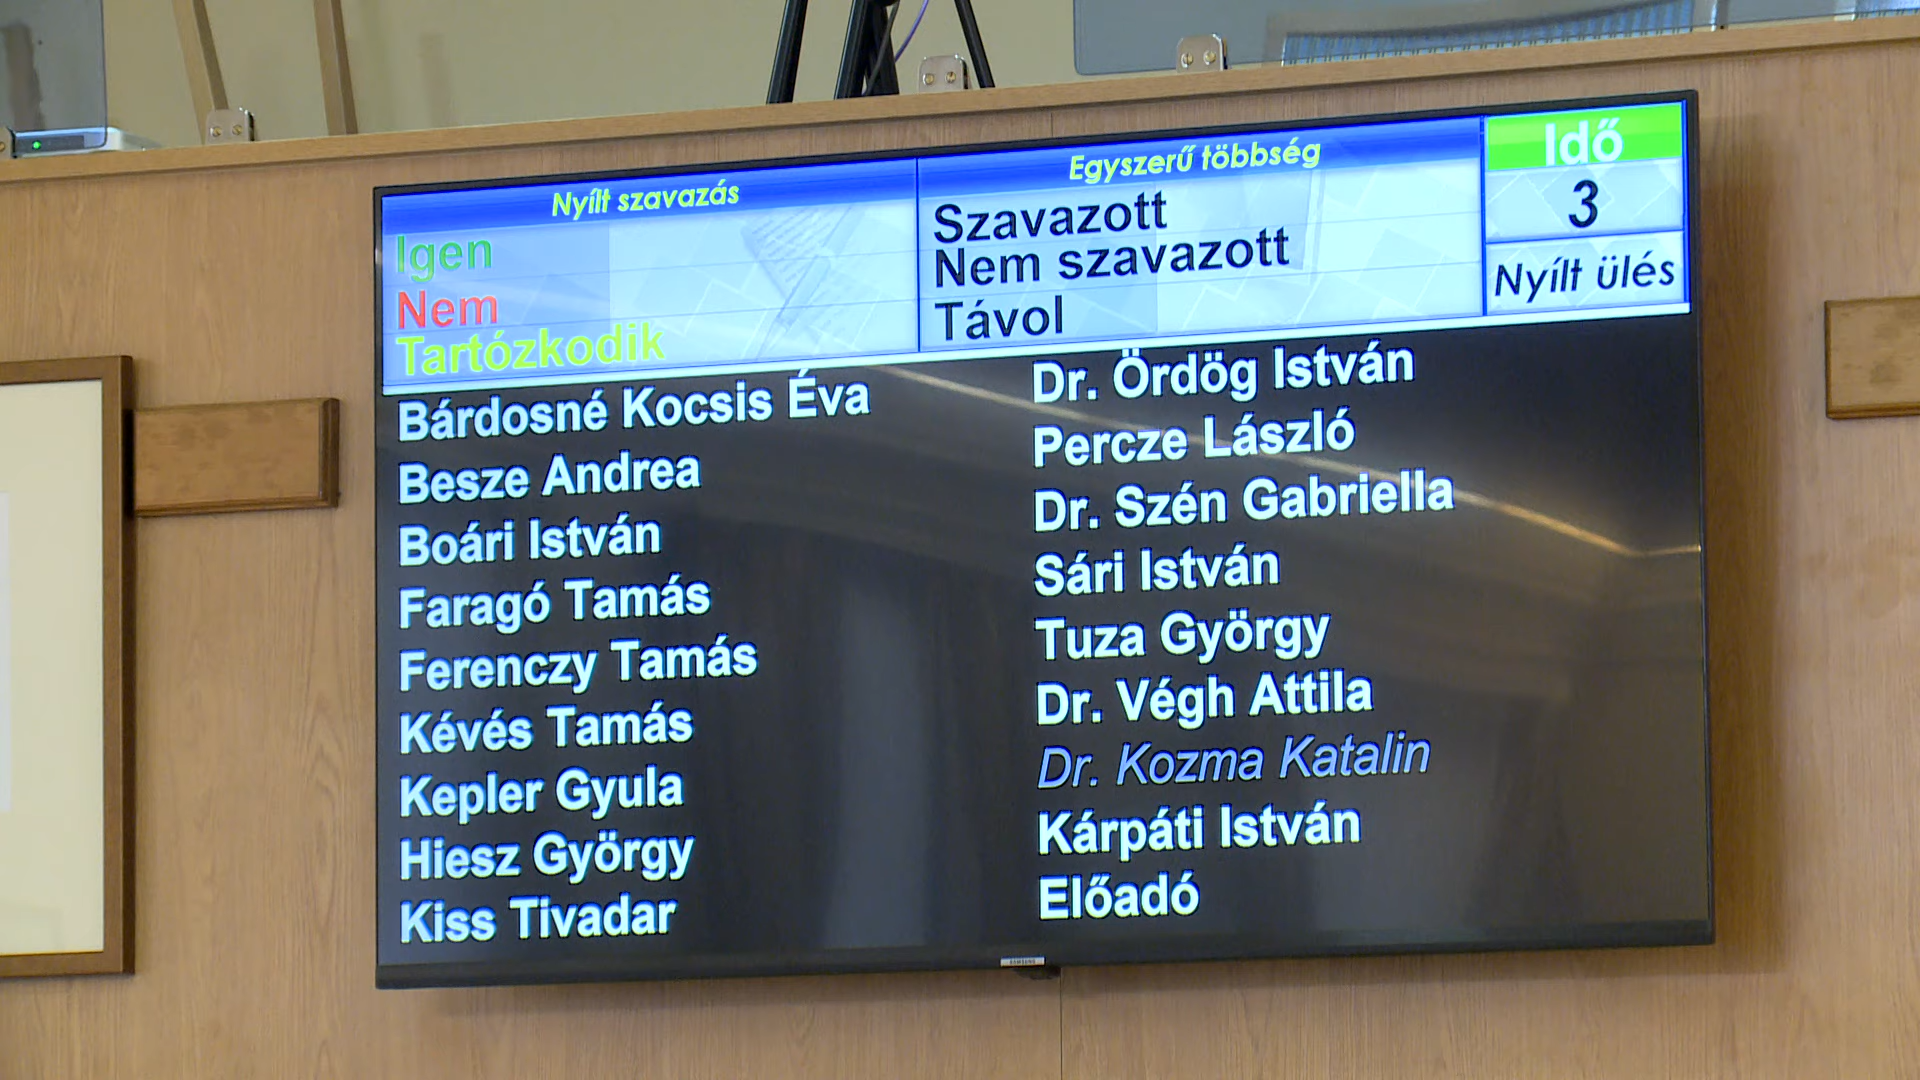 Nyílt szavazás
Igen
Nem
Tartózkodik
Egyszerű többség
Szavazott
Nem szavazott
Távol
Idő
3
Nyílt ülés
Bárdosné Kocsis Éva
Besze Andrea
Boári István
Faragó Tamás
Ferenczy Tamás
Kévés Tamás
Kepler Gyula
Hiesz György
Kiss Tivadar
Dr. Ördög István
Percze László
Dr. Szén Gabriella
Sári István
Tuza György
Dr. Végh Attila
Dr. Kozma Katalin
Kárpáti István
Előadó
SAMSUNG